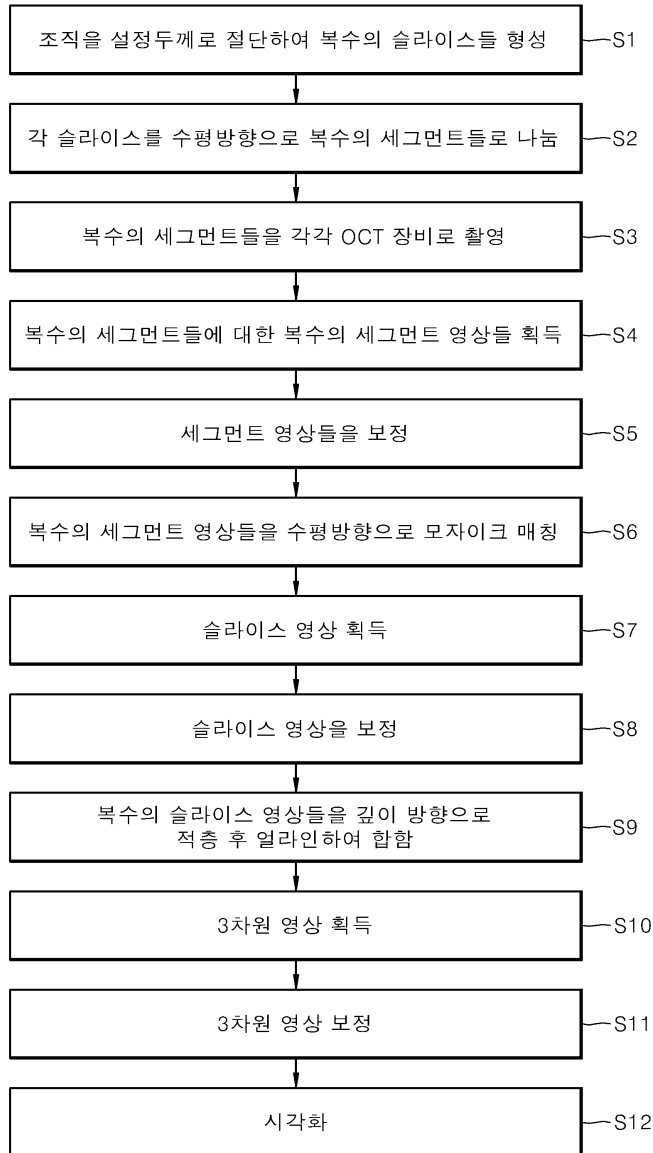 조직을 설정두께로 절단하여 복수의 슬라이스들 형성
S1
각 슬라이스를 수평방향으로 복수의 세그먼트들로 나눔
S2
복수의 세그먼트들을 각각 OCT 장비로 촬영
S3
복수의 세그먼트들에 대한 복수의 세그먼트 영상들 획득
S4
세그먼트 영상들을 보정
S5
복수의 세그먼트 영상들을 수평방향으로 모자이크 매칭
S6
슬라이스 영상 획득
S7
슬라이스 영상을 보정
S8
복수의 슬라이스 영상들을 깊이 방향으로
적층 후 얼라인하여 합함
S9
3차원 영상 획득
S10
3차원 영상 보정
S11
시각화
S12